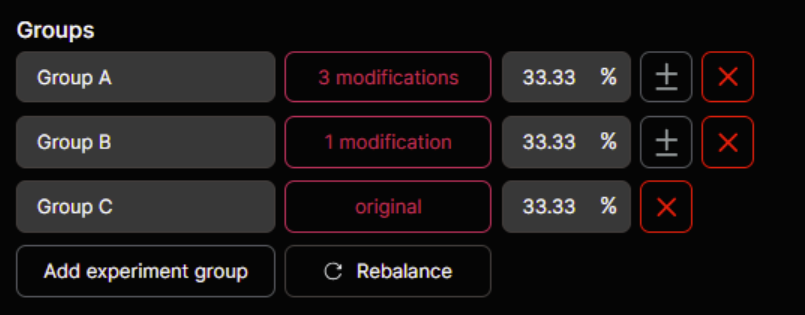 Groups
Group A 3 modifications 33.33 %
Group B 1 modification 33.33 %
Group C original 33.33 %
Add experiment group Rebalance